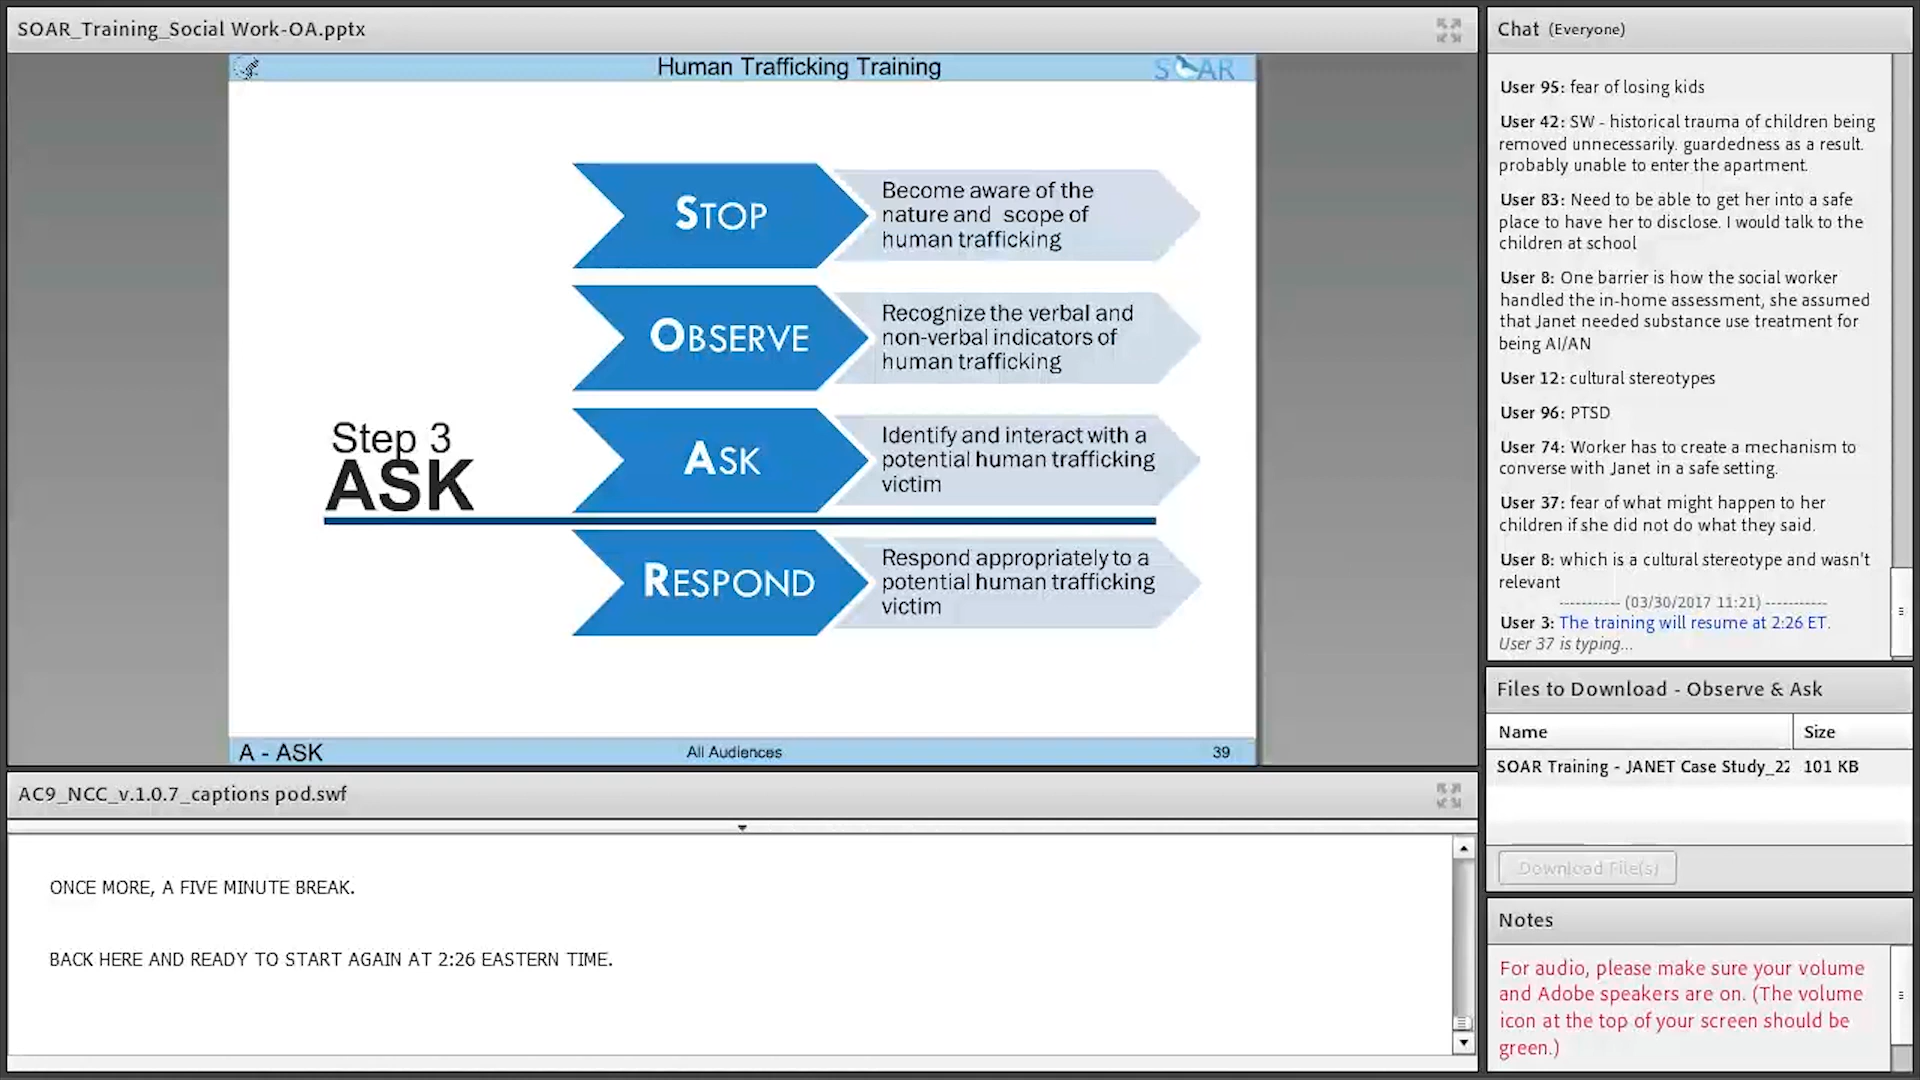 SOAR_Training_Social Work-OA.pptx
Human Trafficking Training
SOAR
STOP
Become aware of the
nature and scope of
human trafficking
OBSERVE
Recognize the verbal and
non-verbal indicators of
human trafficking
Step 3
ASK
ASK
Identify and interact with a
potential human trafficking
victim
RESPOND
Respond appropriately to a
potential human trafficking
victim
A - ASK
All Audiences
39
AC9_NCC_v.1.0.7_captions pod.swf
ONCE MORE, A FIVE MINUTE BREAK.
BACK HERE AND READY TO START AGAIN AT 2:26 EASTERN TIME.
Chat (Everyone)
User 95: fear of losing kids
User 42: SW - historical trauma of children being
removed unnecessarily. guardedness as a result.
probably unable to enter the apartment.
User 83: Need to be able to get her into a safe
place to have her to disclose. I would talk to the
children at school
User 8: One barrier is how the social worker
handled the in-home assessment, she assumed
that Janet needed substance use treatment for
being AI/AN
User 12: cultural stereotypes
User 96: PTSD
User 74: Worker has to create a mechanism to
converse with Janet in a safe setting.
User 37: fear of what might happen to her
children if she did not do what they said.
User 8: which is a cultural stereotype and wasn't
relevant
----------- (03/30/2017 11:21) -----------
User 3: The training will resume at 2:26 ET.
User 37 is typing...
Files to Download - Observe & Ask
Name
Size
SOAR Training - JANET Case Study_22
101 KB
Download File(s)
Notes
For audio, please make sure your volume
and Adobe speakers are on. (The volume
icon at the top of your screen should be
green.)